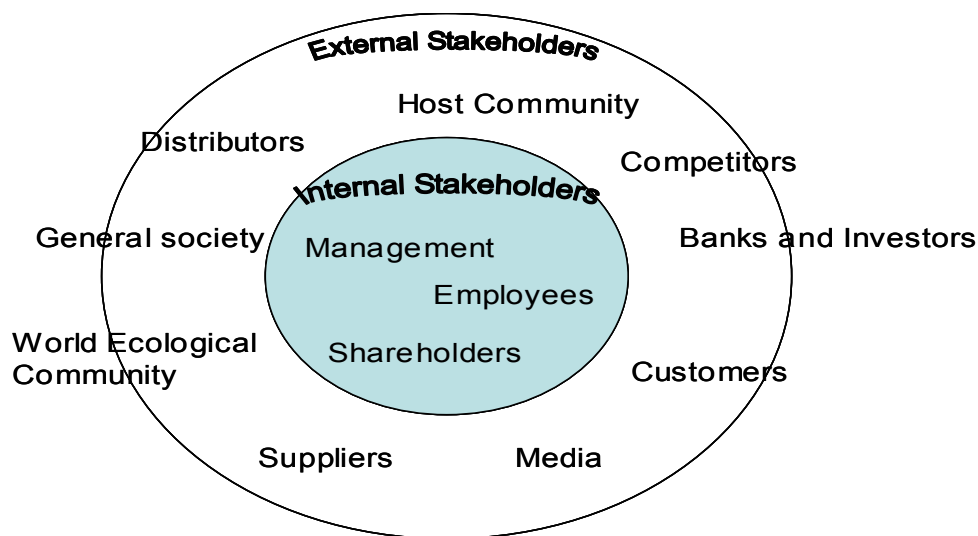 External Stakeholders
Host Community
Distributors
Competitors
Internal Stakeholders
General society
Management
Banks and Investors
Employees
World Ecological
Community
Shareholders
Customers
Suppliers
Media